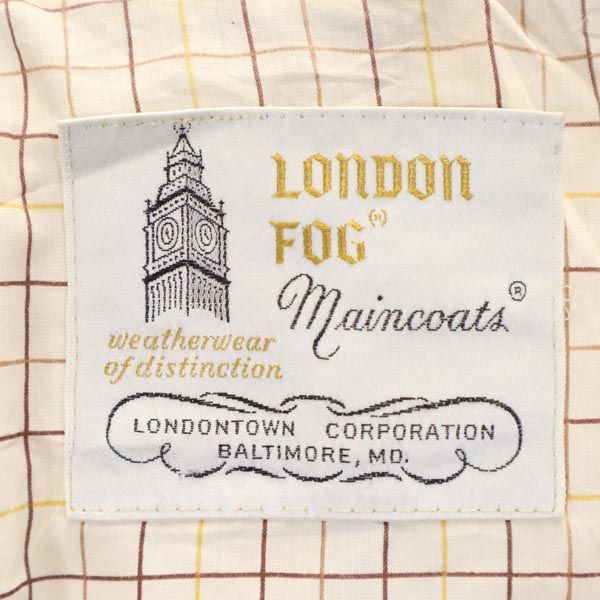 LONDON
FOG®
Maincoats®
weatherwear
of distinction
LONDONTOWN CORPORATION
BALTIMORE, MD.